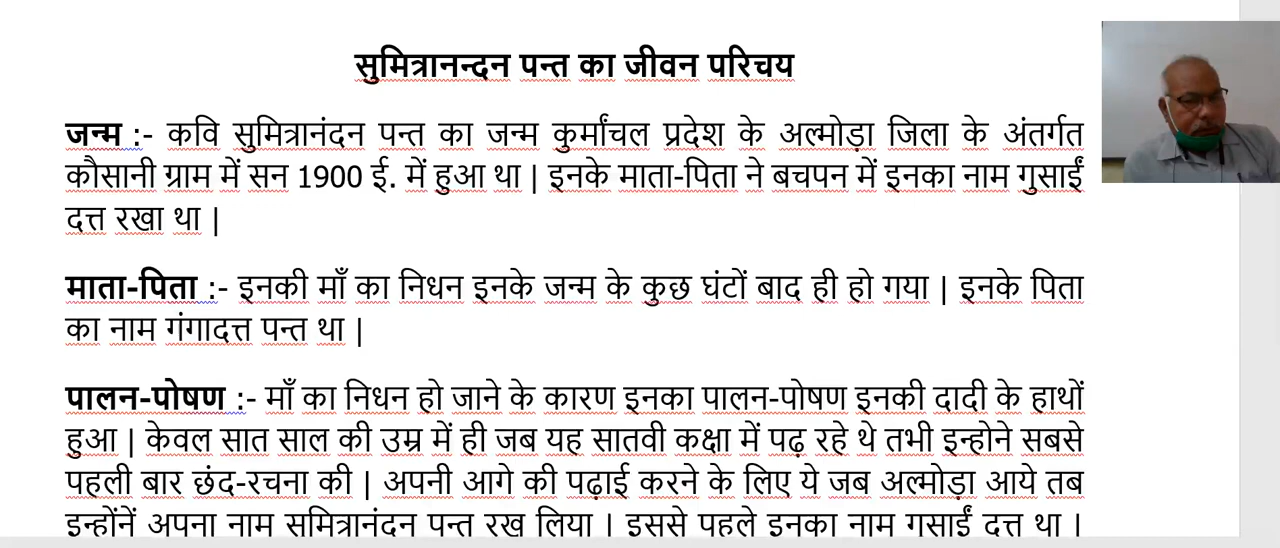 सुमित्रानन्दन पन्त का जीवन परिचय
जन्म :- कवि सुमित्रानंदन पन्त का जन्म कुर्मांचल प्रदेश के अल्मोड़ा जिला के अंतर्गत
कौसानी ग्राम में सन 1900 ई. में हुआ था | इनके माता-पिता ने बचपन में इनका नाम गुसाईं
दत्त रखा था |
माता-पिता :- इनकी माँ का निधन इनके जन्म के कुछ घंटों बाद ही हो गया | इनके पिता
का नाम गंगादत्त पन्त था |
पालन-पोषण :- माँ का निधन हो जाने के कारण इनका पालन-पोषण इनकी दादी के हाथों
हुआ | केवल सात साल की उम्र में ही जब यह सातवी कक्षा में पढ़ रहे थे तभी इन्होने सबसे
पहली बार छंद-रचना की | अपनी आगे की पढ़ाई करने के लिए ये जब अल्मोड़ा आये तब
इन्होंनें अपना नाम सुमित्रानंदन पन्त रख लिया | इससे पहले इनका नाम गुसाईं दत्त था |